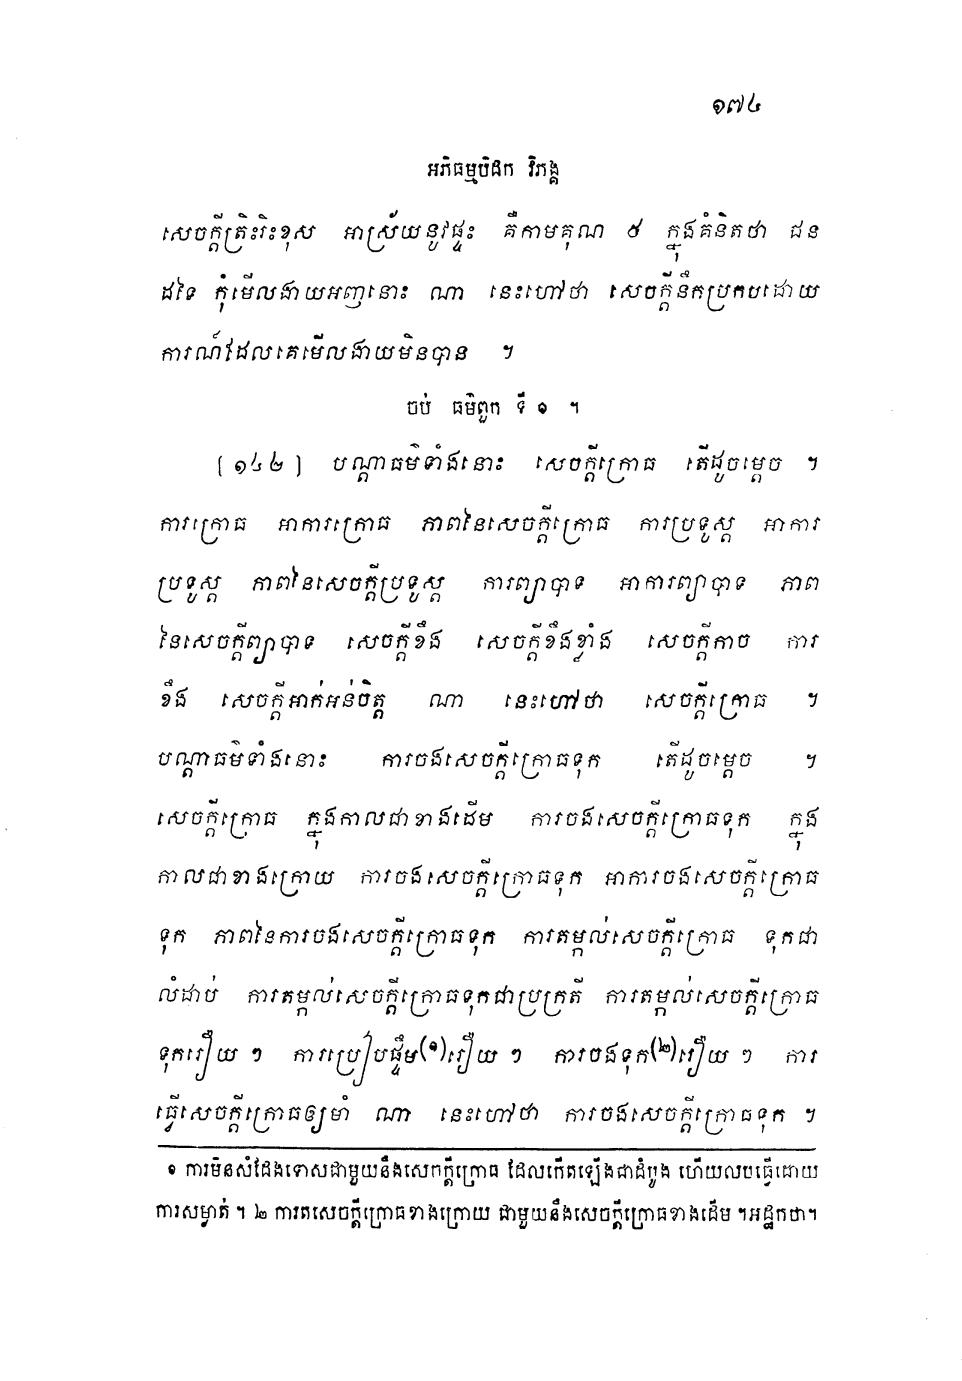 ១៧៤
អភិធម្មបិដក វិភង្គ
សេចក្តីត្រិះរិះខុស អាស្រ័យនូវផ្ទះ គឺកាមគុណ ៥ ក្នុងគំនិតថា ជន
ដទៃ កុំមើលងាយអញនោះ ណា នេះហៅថា សេចក្តីនឹកប្រកបដោយ
ការណ៍ដែលគេមើលងាយមិនបាន ។
ចប់ ធម៌ពួក ទី ១ ។
[១៤២] បណ្តាធម៌ទាំងនោះ សេចក្តីក្រោធ តើដូចម្តេច ។
ការក្រោធ អាការក្រោធ ភាពនៃសេចក្តីក្រោធ ការប្រទូស្ត អាការ
ប្រទូស្ត ភាពនៃសេចក្តីប្រទូស្ត ការព្យាបាទ អាការព្យាបាទ ភាព
នៃសេចក្តីព្យាបាទ សេចក្តីខឹង សេចក្តីខឹងខ្លាំង សេចក្តីកាច ការ
ខឹង សេចក្តីអាក់អន់ចិត្ត ណា នេះហៅថា សេចក្តីក្រោធ ។
បណ្តាធម៌ទាំងនោះ ការចងសេចក្តីក្រោធទុក តើដូចម្តេច ។
សេចក្តីក្រោធ ក្នុងកាលជាខាងដើម ការចងសេចក្តីក្រោធទុក ក្នុង
កាលជាខាងក្រោយ ការចងសេចក្តីក្រោធទុក អាការចងសេចក្តីក្រោធ
ទុក ភាពនៃការចងសេចក្តីក្រោធទុក ការតម្កល់សេចក្តីក្រោធ ទុកជា
លំដាប់ ការតម្កល់សេចក្តីក្រោធទុកជាប្រក្រតី ការតម្កល់សេចក្តីក្រោធ
ទុករឿយ ៗ ការប្រៀបផ្ទឹម(១)រឿយ ៗ ការចងទុក(២)រឿយ ៗ ការ
ធ្វើសេចក្តីក្រោធឲ្យមាំ ណា នេះហៅថា ការចងសេចក្តីក្រោធទុក ។
១ ការមិនសំដែងទោសជាមួយនឹងសេកក្តីក្រោធ ដែលកើតឡើងជាដំបូង ហើយលបធ្វើដោយ
ការសម្ងាត់ ។ ២ ការតសេចក្តីក្រោធខាងក្រោយ ជាមួយនឹងសេចក្តីក្រោធខាងដើម ។ អដ្ឋកថា ។